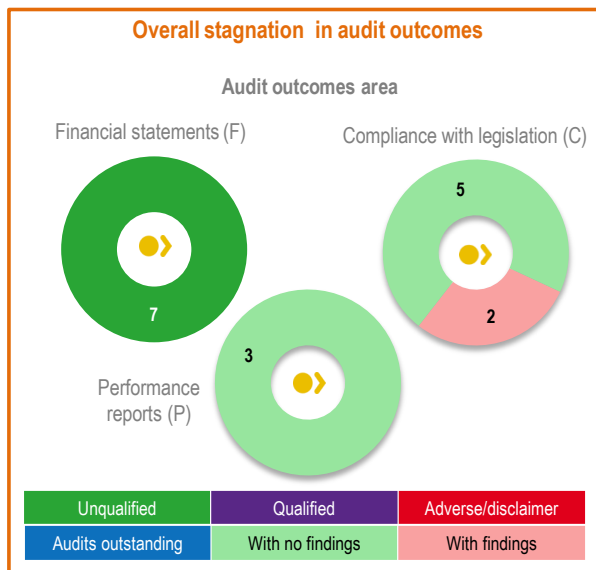 Overall stagnation in audit outcomes
Audit outcomes area
Financial statements (F)
Compliance with legislation (C)
7
5
2
3
Performance
reports (P)
Unqualified
Qualified
Adverse/disclaimer
Audits outstanding
With no findings
With findings